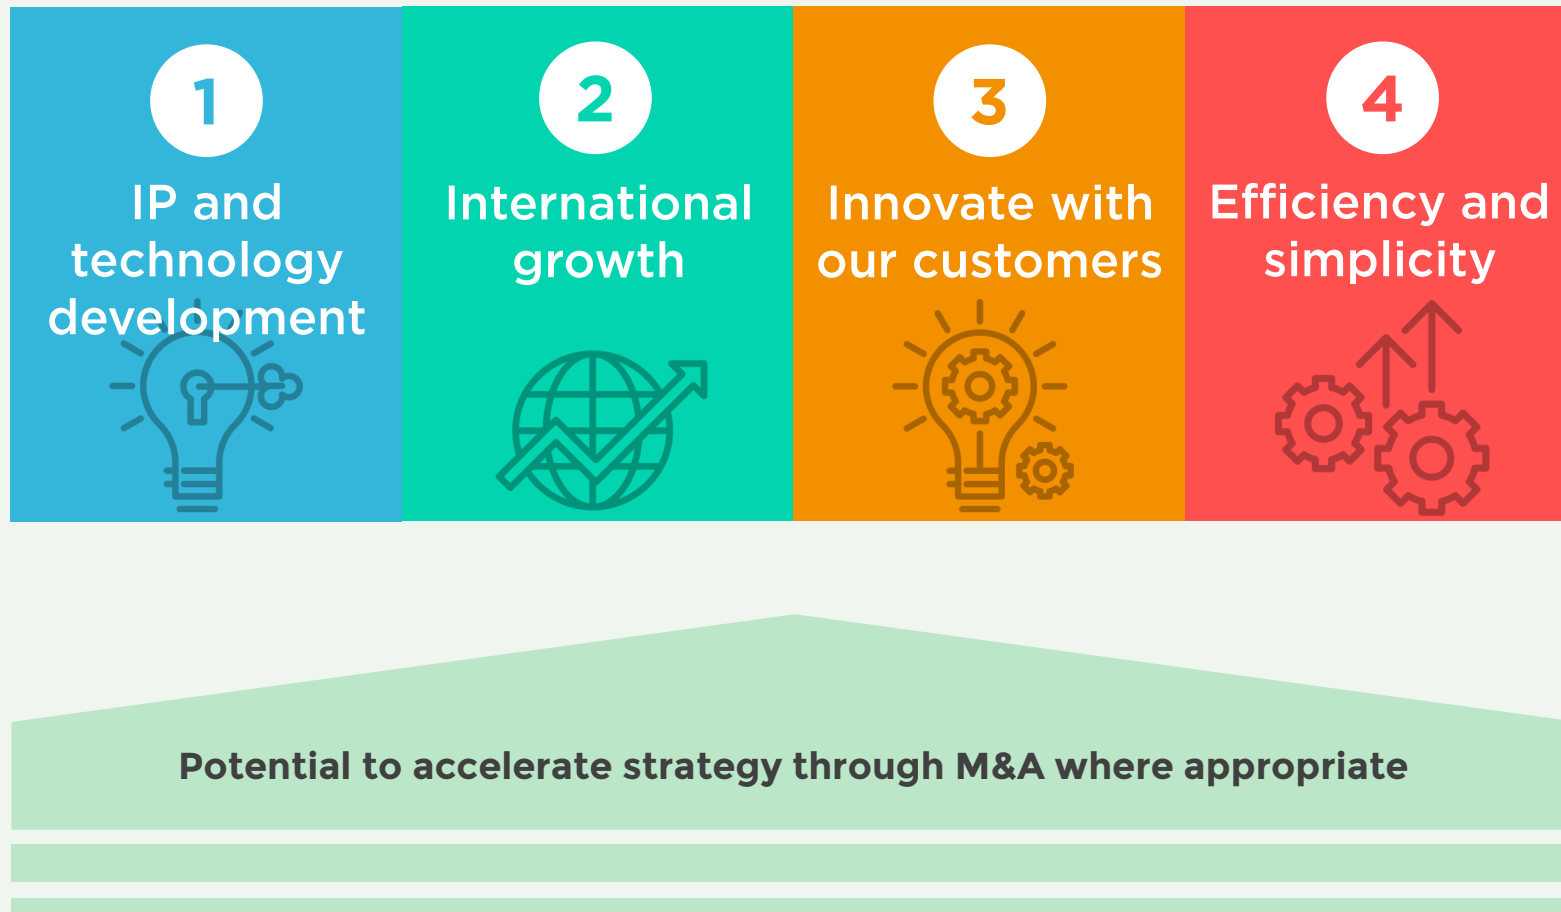 1
IP and
technology
development
2
International
growth
3
Innovate with
our customers
4
Efficiency and
simplicity
Potential to accelerate strategy through M&A where appropriate